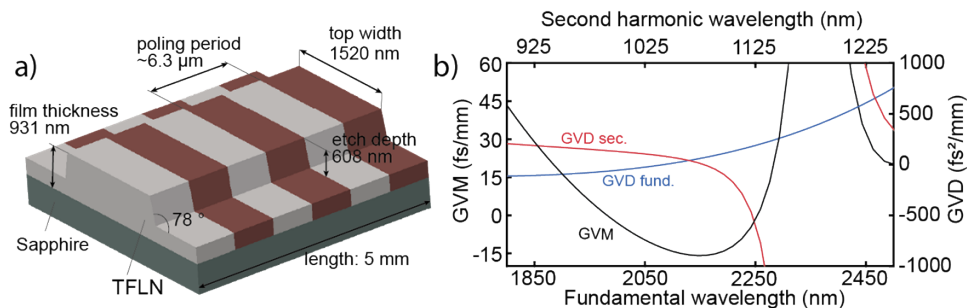 a)
poling period
~6.3 µm
top width
1520 nm
film thickness
931 nm
etch depth
608 nm
78 °
Sapphire
TFLN
length: 5 mm
b)
Second harmonic wavelength (nm)
925 1025 1125 1225
GVM (fs/mm)
60
45
30
15
0
-15
GVD sec.
GVD fund.
GVM
1000
500
0
-500
-1000
GVD (fs²/mm)
1850 2050 2250 2450
Fundamental wavelength (nm)